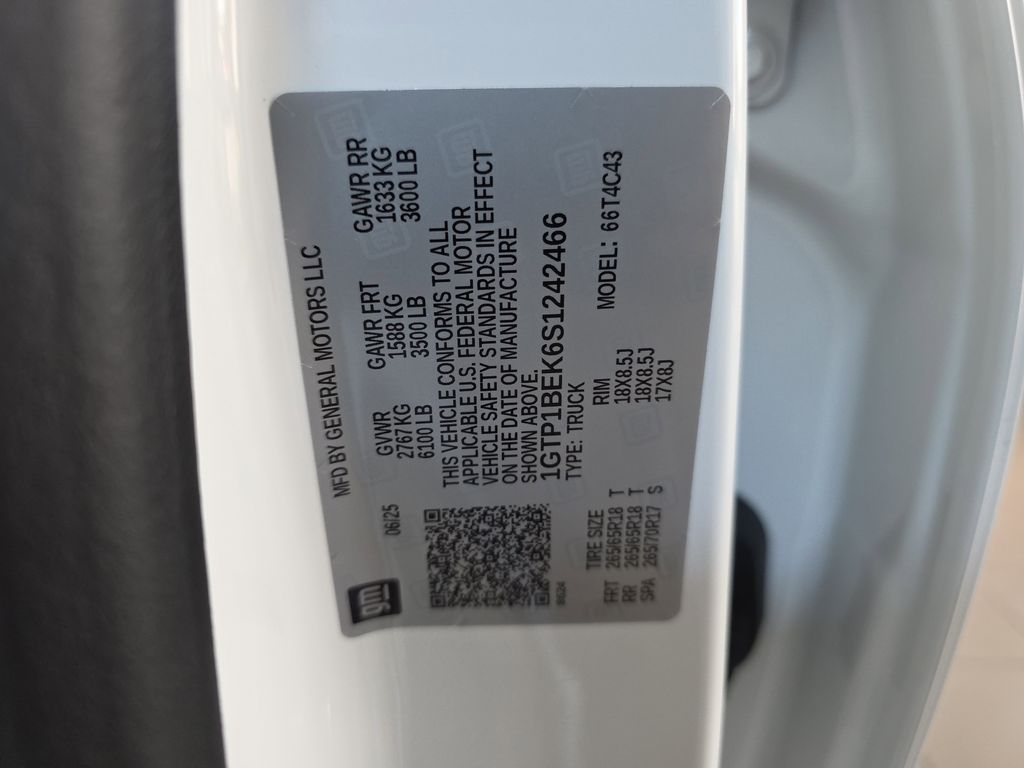 MFD BY GENERAL MOTORS LLC
gm
06/25
GVWR GAWR FRT GAWR RR
2767 KG 1588 KG 1633 KG
6100 LB 3500 LB 3600 LB
THIS VEHICLE CONFORMS TO ALL
APPLICABLE U.S. FEDERAL MOTOR
VEHICLE SAFETY STANDARDS IN EFFECT
ON THE DATE OF MANUFACTURE
SHOWN ABOVE.
1GTP1BEK6S1242466
TYPE: TRUCK
MODEL: 66T4C43
TIRE SIZE RIM
FRT 265/65R18 T 18X8.5J
RR 265/65R18 T 18X8.5J
SPA 265/70R17 S 17X8J